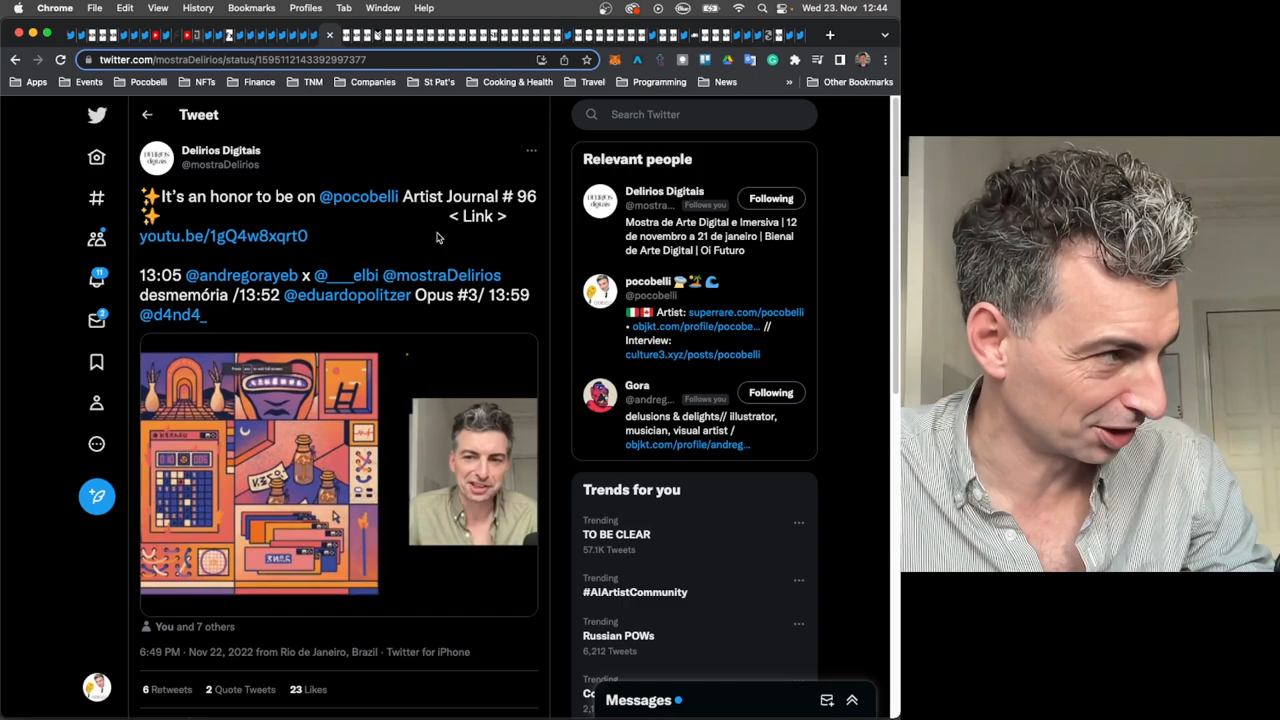 Chrome File Edit View History Bookmarks Profiles Tab Window Help Wed 23. Nov 12:44
twitter.com/mostraDelirios/status/1595112143392997377
Apps Events Pocobelli NFTs Finance TNM Companies St Pat's Cooking & Health Travel Programming News » Other Bookmarks
Tweet
Search Twitter
Delirios Digitais
@mostraDelirios
✨It's an honor to be on @pocobelli Artist Journal # 96
✨ < Link >
youtu.be/1gQ4w8xqrt0
13:05 @andregorayeb x @___elbi @mostraDelirios
desmemória /13:52 @eduardopolitzer Opus #3/ 13:59
@d4nd4_
You and 7 others
6:49 PM · Nov 22, 2022 from Rio de Janeiro, Brazil · Twitter for iPhone
6 Retweets 2 Quote Tweets 23 Likes
Relevant people
Delirios Digitais
@mostra... Follows you
Following
Mostra de Arte Digital e Imersiva | 12
de novembro a 21 de janeiro | Bienal
de Arte Digital | Oi Futuro
pocobelli
@pocobelli
Artist: superrare.com/pocobelli
• objkt.com/profile/pocobe... //
Interview:
culture3.xyz/posts/pocobelli
Gora
@andreg... Follows you
Following
delusions & delights// illustrator,
musician, visual artist /
objkt.com/profile/andreg...
Trends for you
Trending
TO BE CLEAR
57.1K Tweets
Trending
#AIArtistCommunity
Trending
Russian POWs
6,212 Tweets
Trending
Messages
11
2